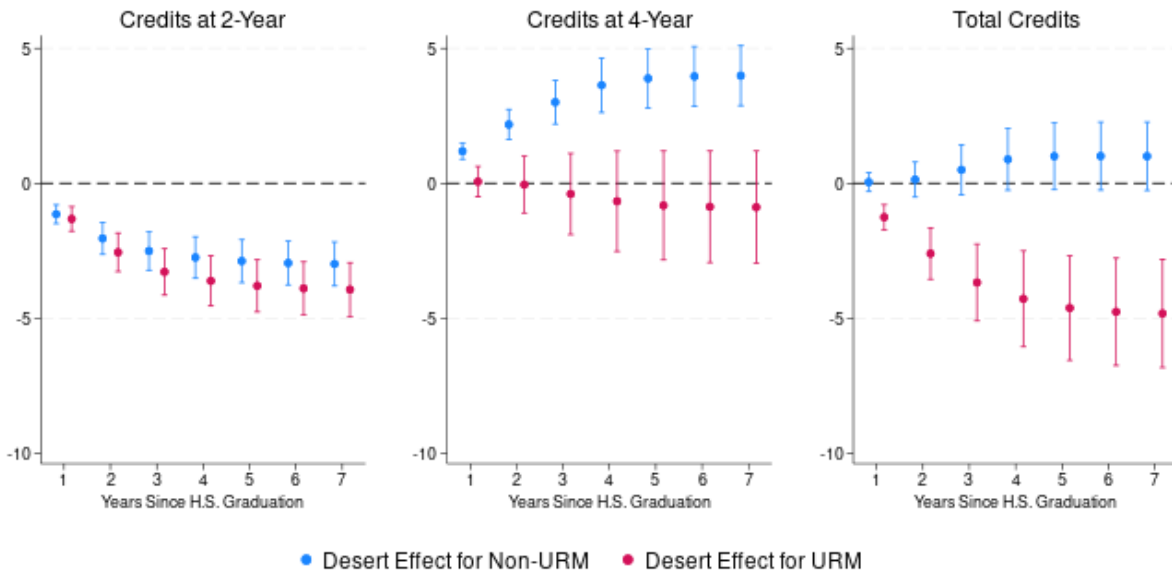 Credits at 2-Year
5
0
-5
-10
1 2 3 4 5 6 7
Years Since H.S. Graduation
Credits at 4-Year
5
0
-5
-10
1 2 3 4 5 6 7
Years Since H.S. Graduation
Total Credits
5
0
-5
-10
1 2 3 4 5 6 7
Years Since H.S. Graduation
Desert Effect for Non-URM
Desert Effect for URM